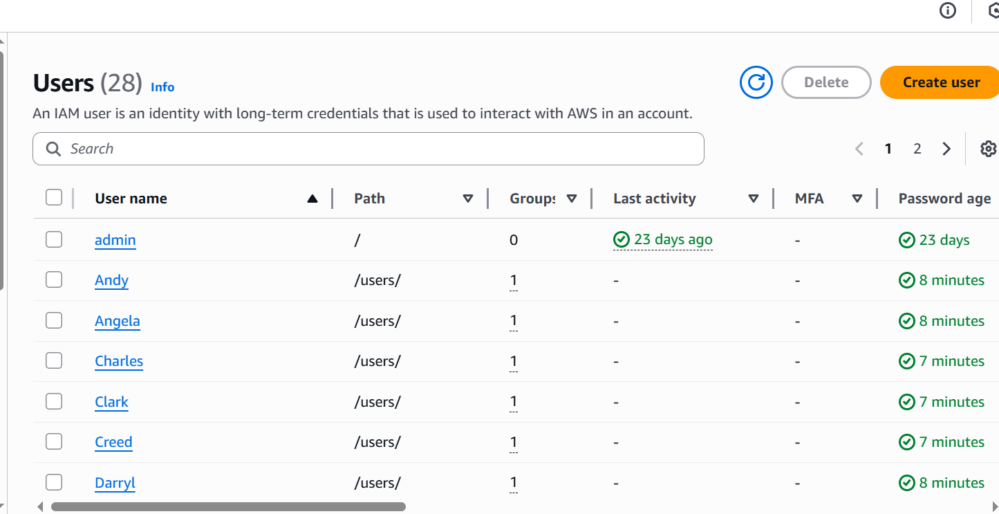 Users (28) Info
Delete
Create user
An IAM user is an identity with long-term credentials that is used to interact with AWS in an account.
Search
1 2
User name Path Groups Last activity MFA Password age
admin / 0 23 days ago - 23 days
Andy /users/ 1 - - 8 minutes
Angela /users/ 1 - - 8 minutes
Charles /users/ 1 - - 7 minutes
Clark /users/ 1 - - 7 minutes
Creed /users/ 1 - - 7 minutes
Darryl /users/ 1 - - 8 minutes